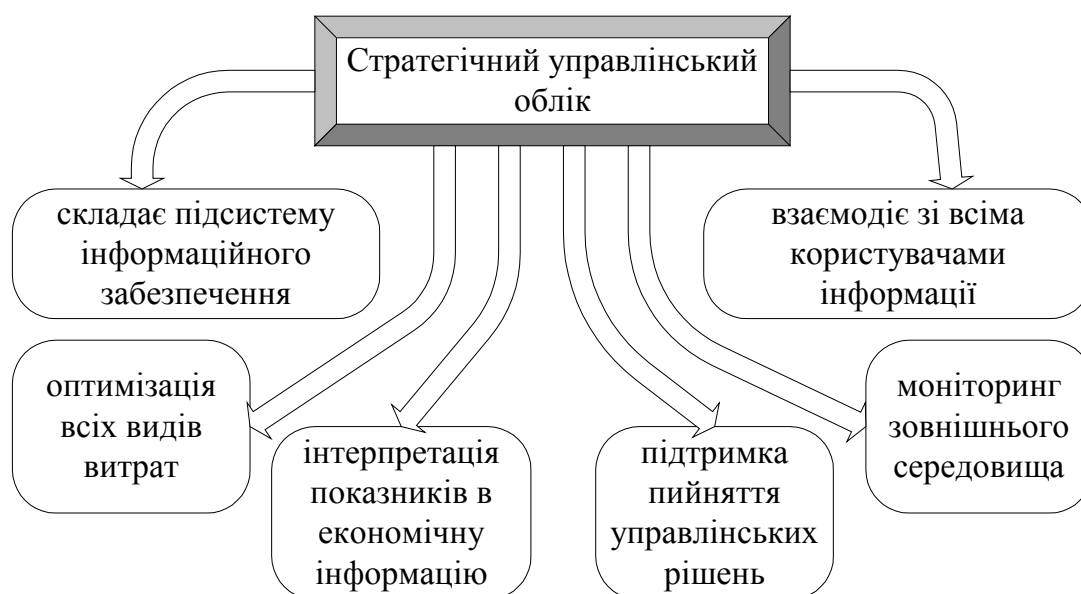 Стратегічний управлінський
облік
складає підсистему
інформаційного
забезпечення
взаємодіє зі всіма
користувачами
інформації
оптимізація
всіх видів
витрат
інтерпретація
показників в
економічну
інформацію
підтримка
пийняття
управлінських
рішень
моніторинг
зовнішнього
середовища